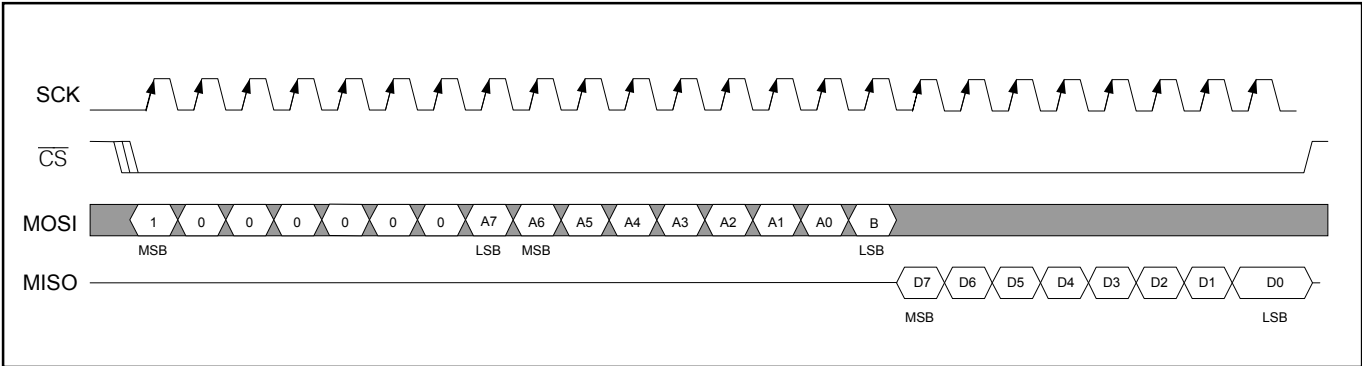 SCK
CS
MOSI 1 0 0 0 0 0 0 A7 A6 A5 A4 A3 A2 A1 A0 B
MSB LSB MSB LSB
MISO D7 D6 D5 D4 D3 D2 D1 D0
MSB LSB